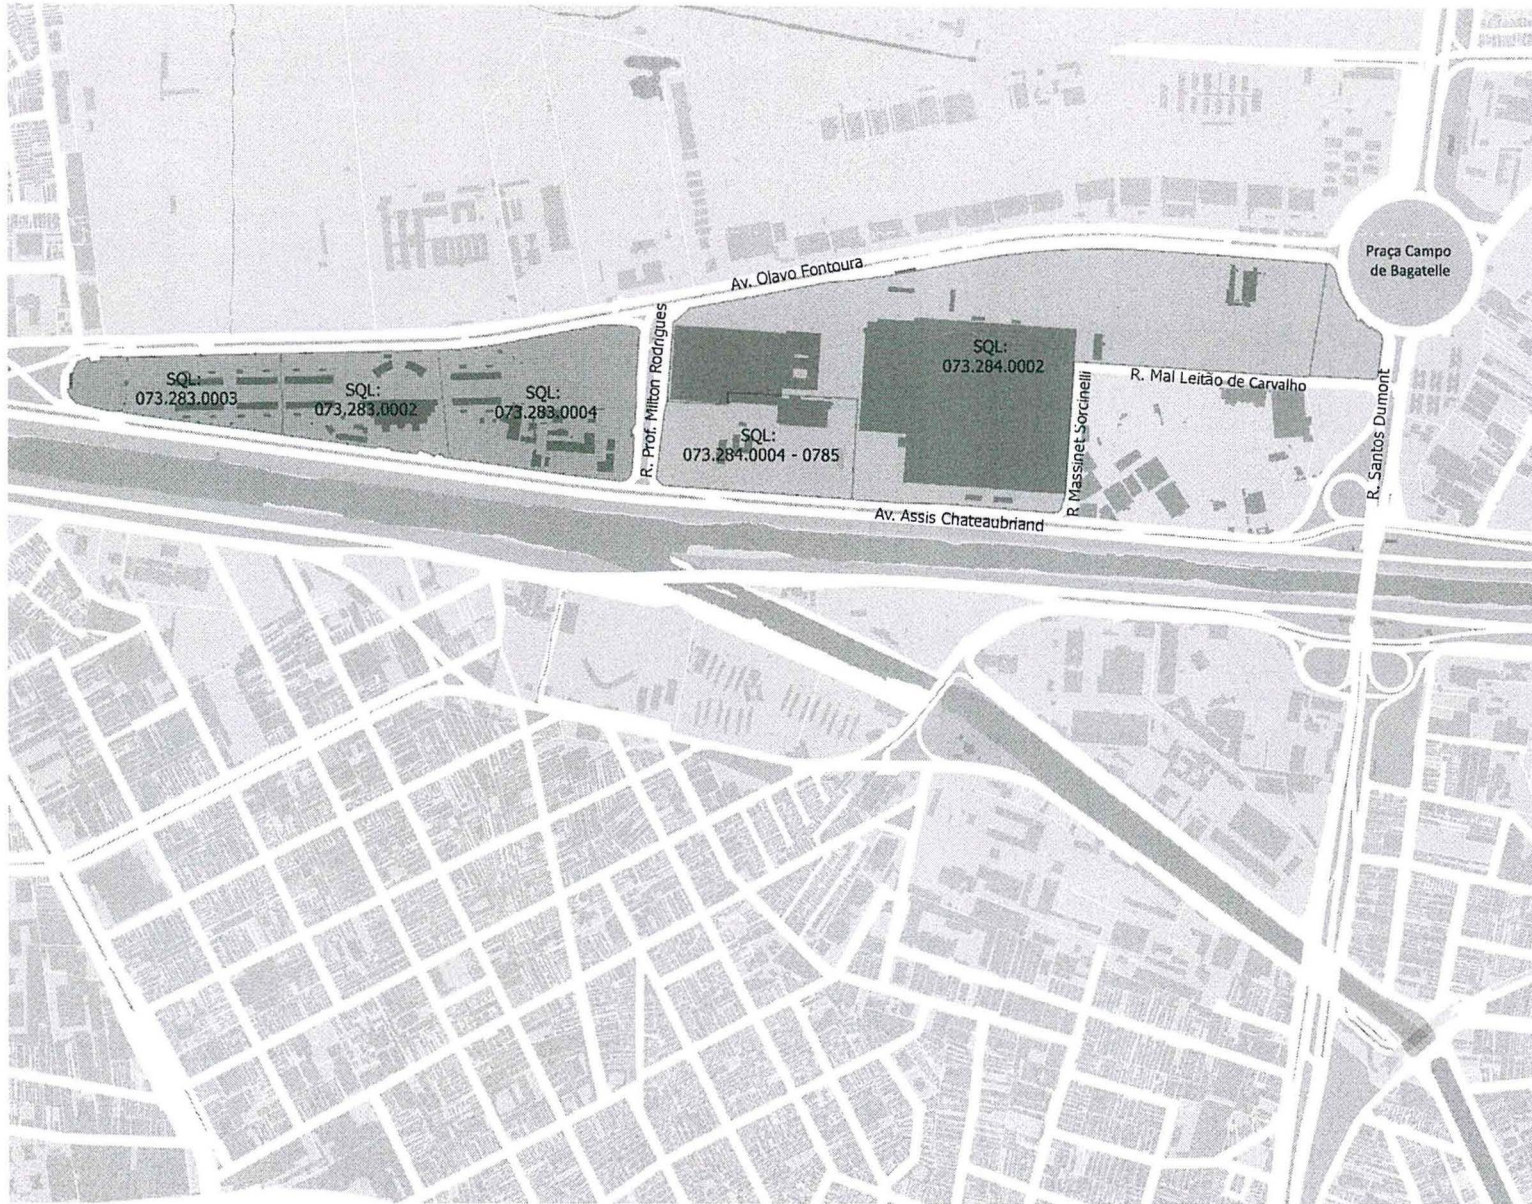 Praça Campo
de Bagatelle
Av. Olavo Fontoura
R. Prof. Milton Rodrigues
SQL:
073.284.0002
R. Mal Leitão de Carvalho
SQL:
073.283.0003
SQL:
073.283.0002
SQL:
073.283.0004
SQL:
073.284.0004 - 0785
R Massinet Sorcinelli
R. Santos Dumont
Av. Assis Chateaubriand